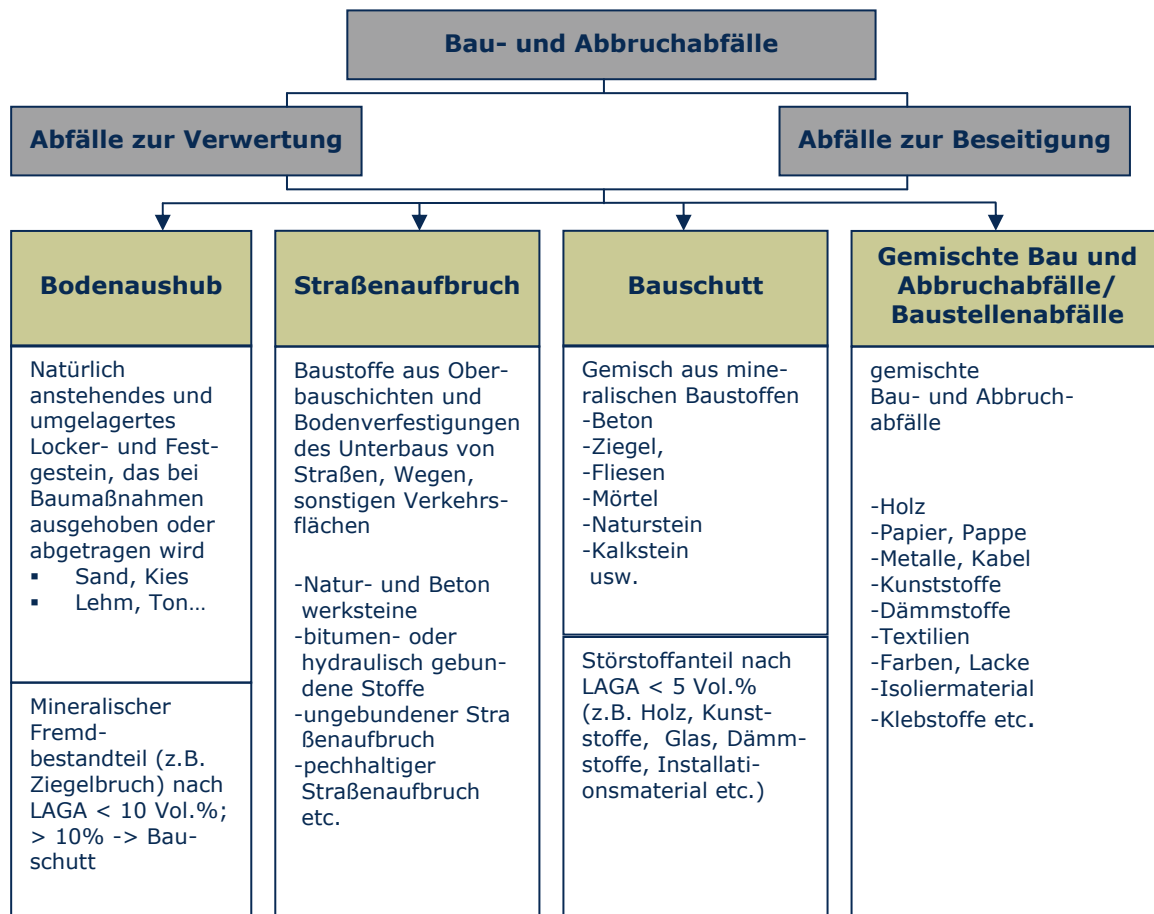 Bau- und Abbruchabfälle
Abfälle zur Verwertung
Abfälle zur Beseitigung
Bodenaushub
Natürlich
anstehendes und
umgelagertes
Locker- und Fest-
gestein, das bei
Baumaßnahmen
ausgehoben oder
abgetragen wird
▪ Sand, Kies
▪ Lehm, Ton…
Mineralischer
Fremd-
bestandteil (z.B.
Ziegelbruch) nach
LAGA < 10 Vol.%;
> 10% -> Bau-
schutt
Straßenaufbruch
Baustoffe aus Ober-
bauschichten und
Bodenverfestigungen
des Unterbaus von
Straßen, Wegen,
sonstigen Verkehrs-
flächen
-Natur- und Beton
werksteine
-bitumen- oder
hydraulisch gebun-
dene Stoffe
-ungebundener Stra
ßenaufbruch
-pechhaltiger
Straßenaufbruch
etc.
Bauschutt
Gemisch aus mine-
ralischen Baustoffen
-Beton
-Ziegel,
-Fliesen
-Mörtel
-Naturstein
-Kalkstein
usw.
Störstoffanteil nach
LAGA < 5 Vol.%
(z.B. Holz, Kunst-
stoffe, Glas, Dämm-
stoffe, Installati-
onsmaterial etc.)
Gemischte Bau und
Abbruchabfälle/
Baustellenabfälle
gemischte
Bau- und Abbruch-
abfälle
-Holz
-Papier, Pappe
-Metalle, Kabel
-Kunststoffe
-Dämmstoffe
-Textilien
-Farben, Lacke
-Isoliermaterial
-Klebstoffe etc.